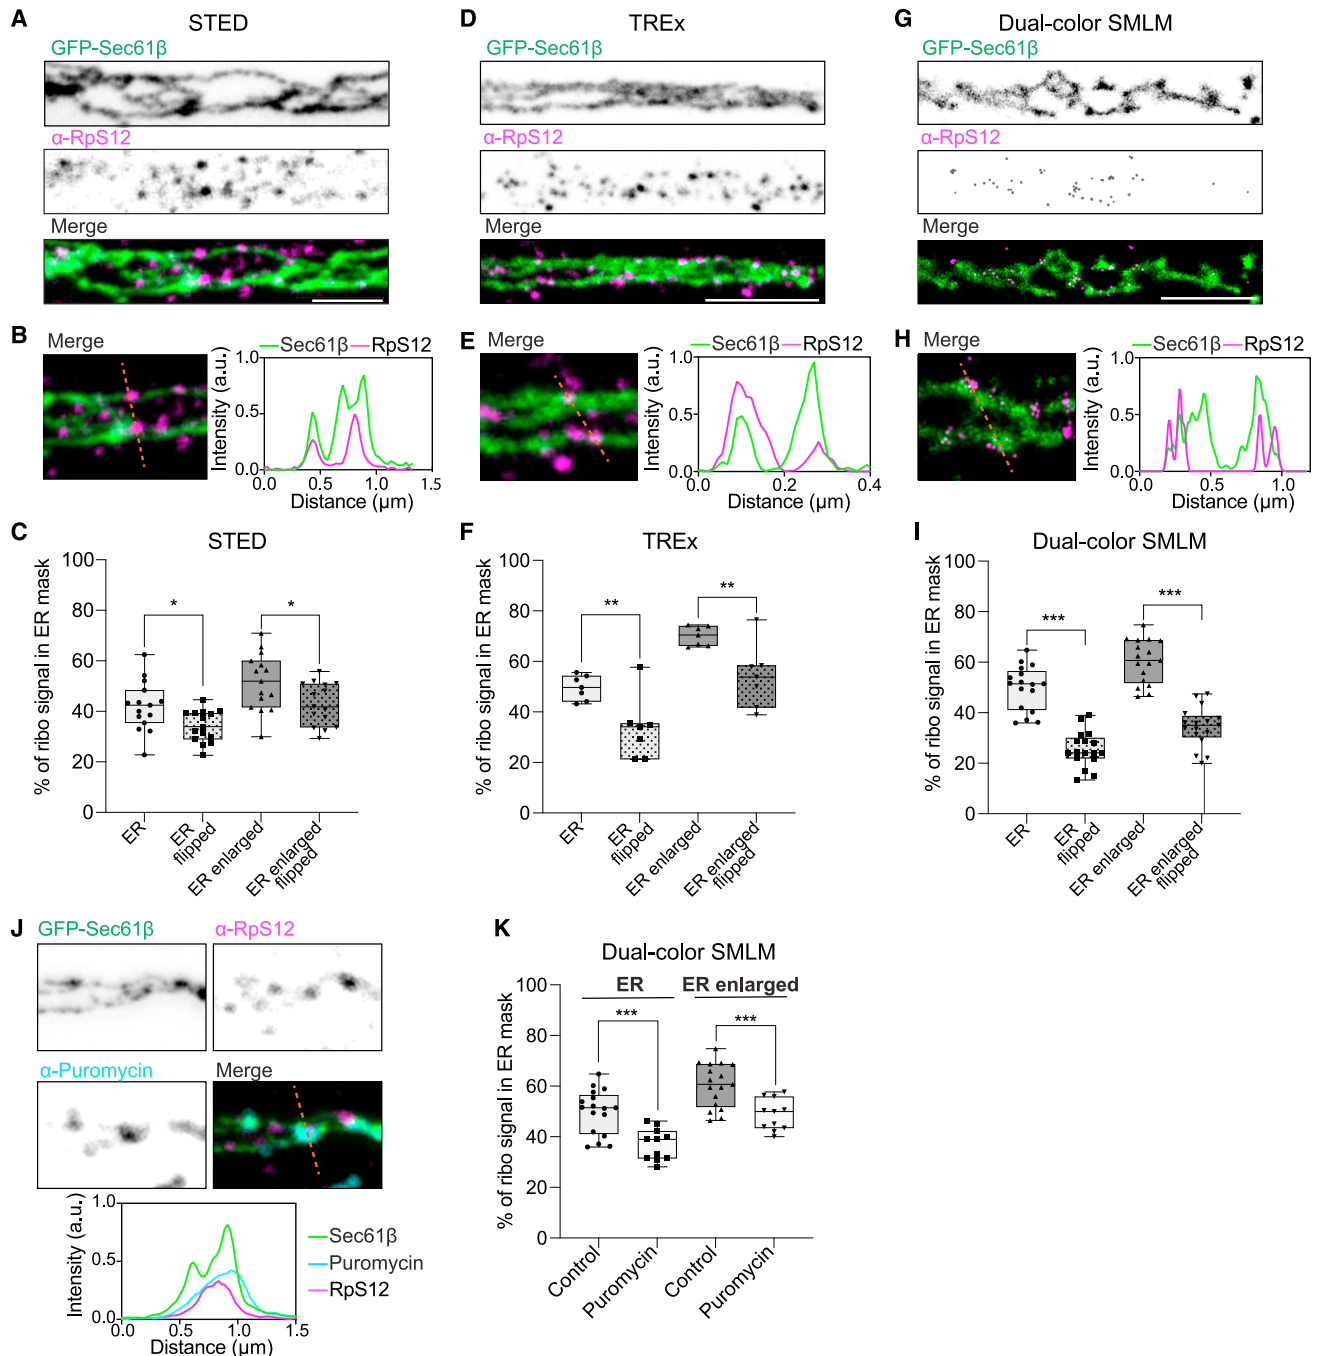 A STED
GFP-Sec61β
α-RpS12
Merge
D TREx
GFP-Sec61β
α-RpS12
Merge
G Dual-color SMLM
GFP-Sec61β
α-RpS12
Merge
B Merge
Sec61β RpS12
Intensity (a.u.)
1.0
0.5
0.0
0.0 0.5 1.0 1.5
Distance (µm)
E Merge
Sec61β RpS12
Intensity (a.u.)
1.0
0.5
0.0
0.0 0.2 0.4
Distance (µm)
H Merge
Sec61β RpS12
Intensity (a.u.)
1.0
0.5
0.0
0.0 0.5 1.0
Distance (µm)
C STED
% of ribo signal in ER mask
100
80
60
40
20
0
* *
ER
ER flipped
ER enlarged
ER enlarged flipped
F TREx
% of ribo signal in ER mask
100
80
60
40
20
0
** **
ER
ER flipped
ER enlarged
ER enlarged flipped
I Dual-color SMLM
% of ribo signal in ER mask
100
80
60
40
20
0
*** ***
ER
ER flipped
ER enlarged
ER enlarged flipped
J GFP-Sec61β α-RpS12
α-Puromycin Merge
Intensity (a.u.)
1.0
0.5
0.0
0.0 0.5 1.0 1.5
Distance (µm)
Sec61β
Puromycin
RpS12
K Dual-color SMLM
% of ribo signal in ER mask
100
80
60
40
20
0
ER ER enlarged
*** ***
Control
Puromycin
Control
Puromycin